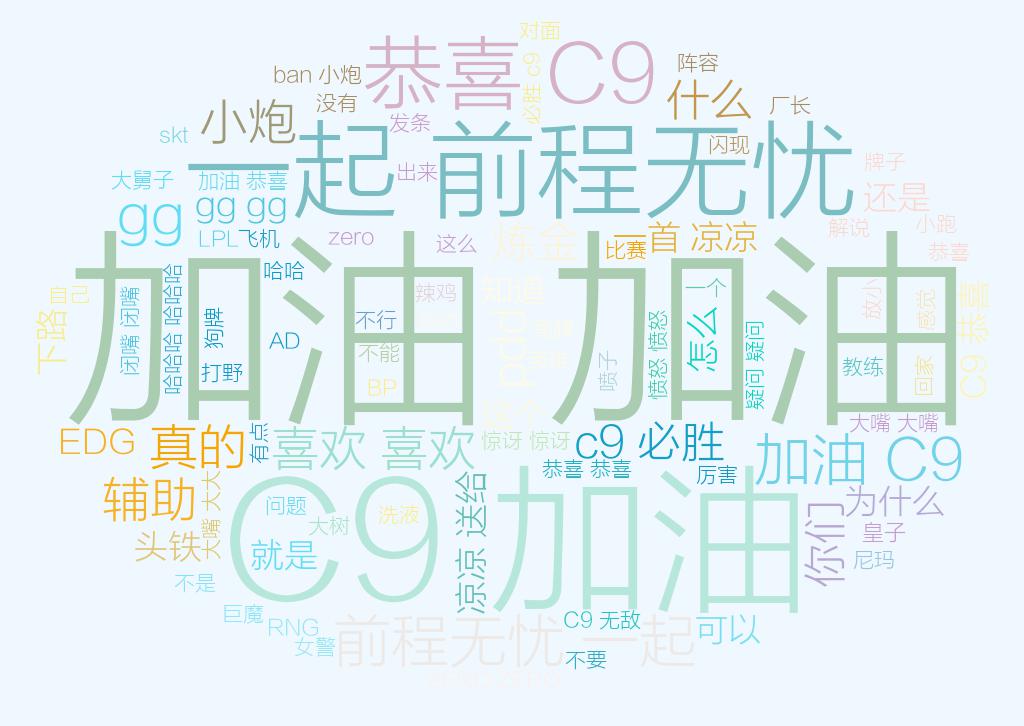 对面
恭喜 C9
必胜 c9
阵容
ban 小炮
什么
没有
厂长
小炮
发条
skt
闪现
一起 前程无忧
出来
牌子
大舅子
加油 恭喜
还是
gg
gg gg
小跑
LPL
飞机
zero
这么
炼金
一首 凉凉
比赛
解说
恭喜
加油 加油
哈哈
哈哈哈 哈哈哈
自己
下路
闭嘴 闭嘴
狗牌
AD
打野
不行
辣鸡
知道
不能
BP
pdd
喷子
愤怒 愤怒
一个
怎么
疑问 疑问
放小
感觉
教练
回家
C9 恭喜
大嘴 大嘴
EDG
真的
有点
喜欢 喜欢
惊讶 惊讶
c9 必胜
加油 C9
恭喜 恭喜
厉害
辅助
大大
大嘴
问题
大树
洗液
凉凉 送给
C9 加油
你们
为什么
皇子
尼玛
头铁
就是
不是
巨魔
RNG
女警
前程无忧 一起
C9 无敌
可以
不要